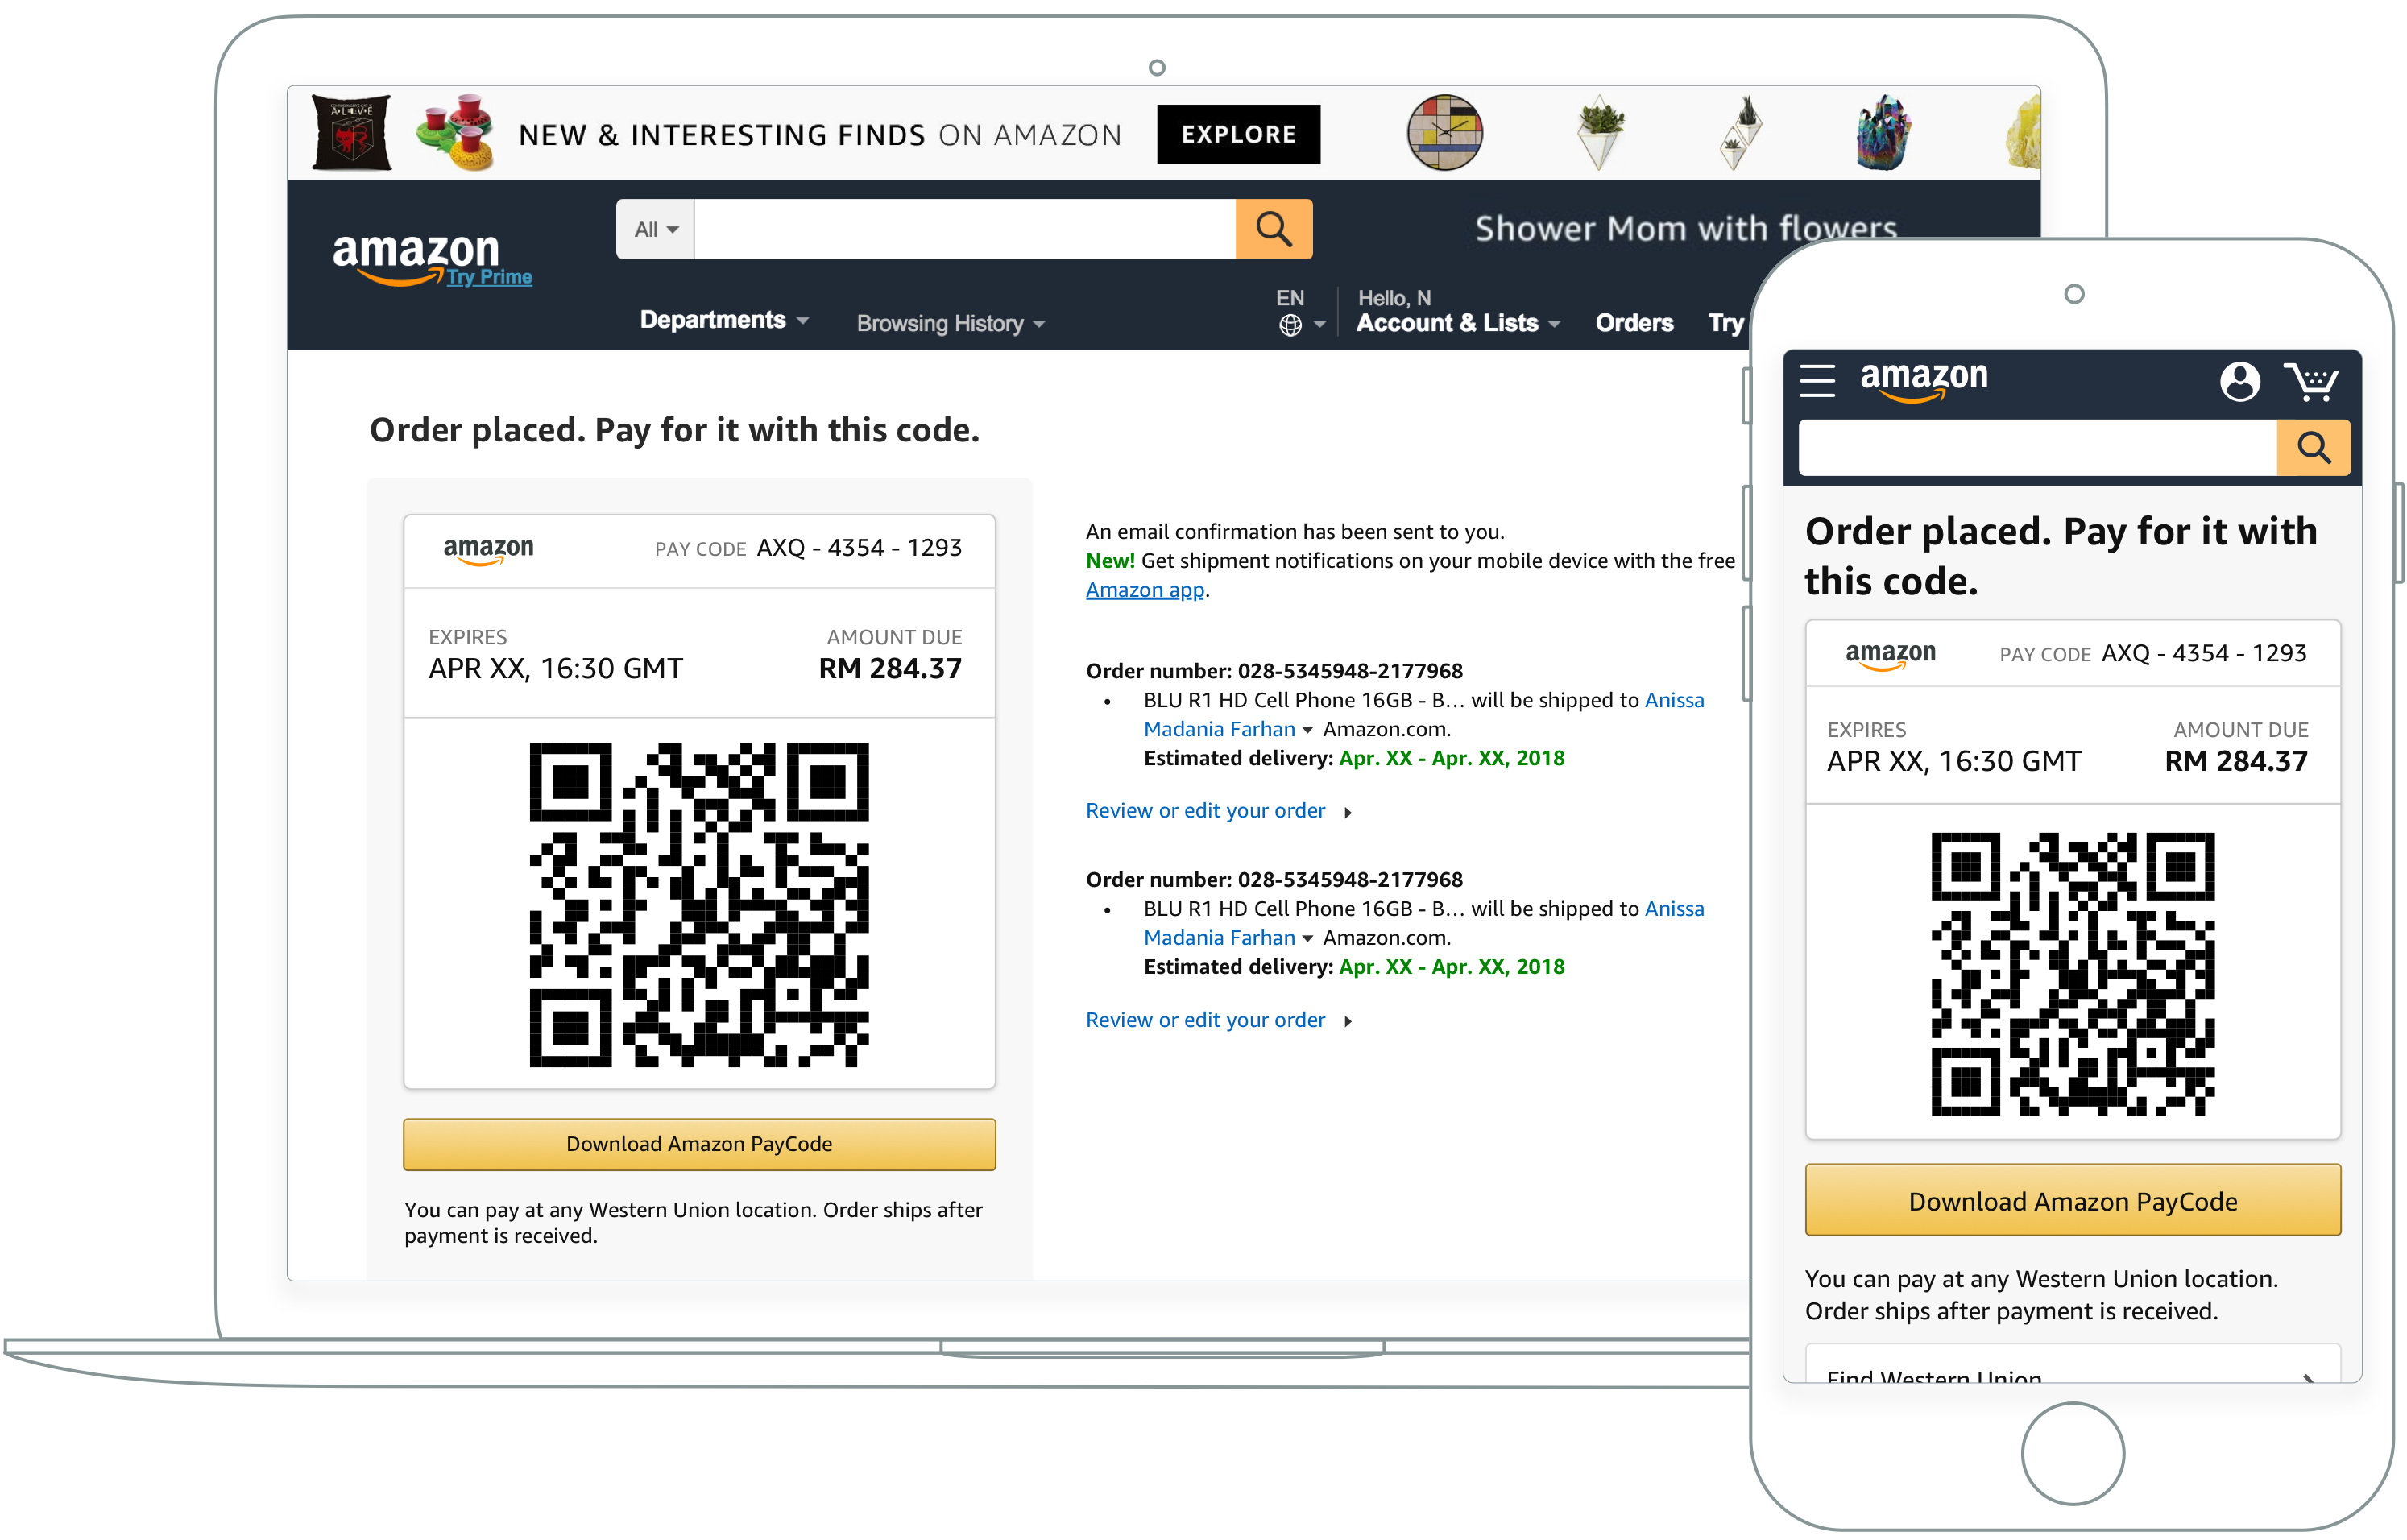 A•L•I•V•E
NEW & INTERESTING FINDS ON AMAZON
EXPLORE
amazon
Try Prime
All
Shower Mom with flowers
Departments
Browsing History
EN
Hello, N
Account & Lists
Orders
Try
Order placed. Pay for it with this code.
amazon
PAY CODE AXQ - 4354 - 1293
EXPIRES
APR XX, 16:30 GMT
AMOUNT DUE
RM 284.37
Download Amazon PayCode
You can pay at any Western Union location. Order ships after
payment is received.
An email confirmation has been sent to you.
New! Get shipment notifications on your mobile device with the free
Amazon app.
Order number: 028-5345948-2177968
• BLU R1 HD Cell Phone 16GB - B… will be shipped to Anissa
Madania Farhan Amazon.com.
Estimated delivery: Apr. XX - Apr. XX, 2018
Review or edit your order
Order number: 028-5345948-2177968
• BLU R1 HD Cell Phone 16GB - B… will be shipped to Anissa
Madania Farhan Amazon.com.
Estimated delivery: Apr. XX - Apr. XX, 2018
Review or edit your order
amazon
Order placed. Pay for it with
this code.
amazon
PAY CODE AXQ - 4354 - 1293
EXPIRES
APR XX, 16:30 GMT
AMOUNT DUE
RM 284.37
Download Amazon PayCode
You can pay at any Western Union location.
Order ships after payment is received.
Find Western Union